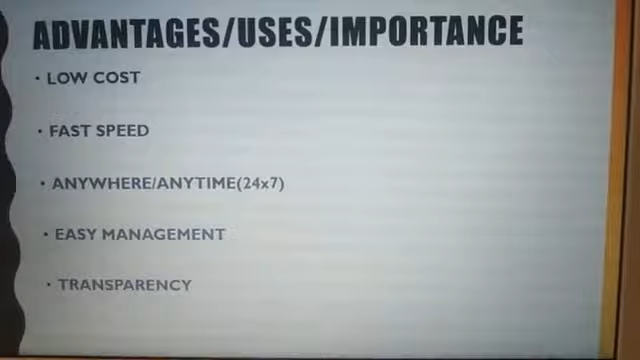 ADVANTAGES/USES/IMPORTANCE
• LOW COST
• FAST SPEED
• ANYWHERE/ANYTIME(24x7)
• EASY MANAGEMENT
• TRANSPARENCY